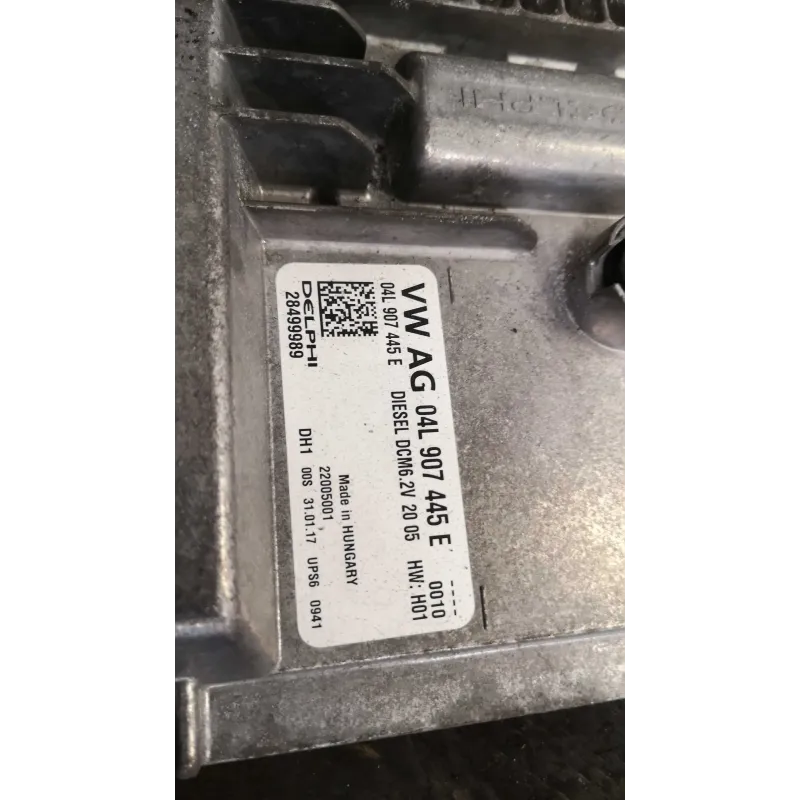 DELPHI
VW AG 04L 907 445 E 0010
----
04L 907 445 E DIESEL DCM6.2V 20 05 HW: H01
DELPHI
28499989
Made in HUNGARY
22005001
DH1 00S 31.01.17 UPS6 0941